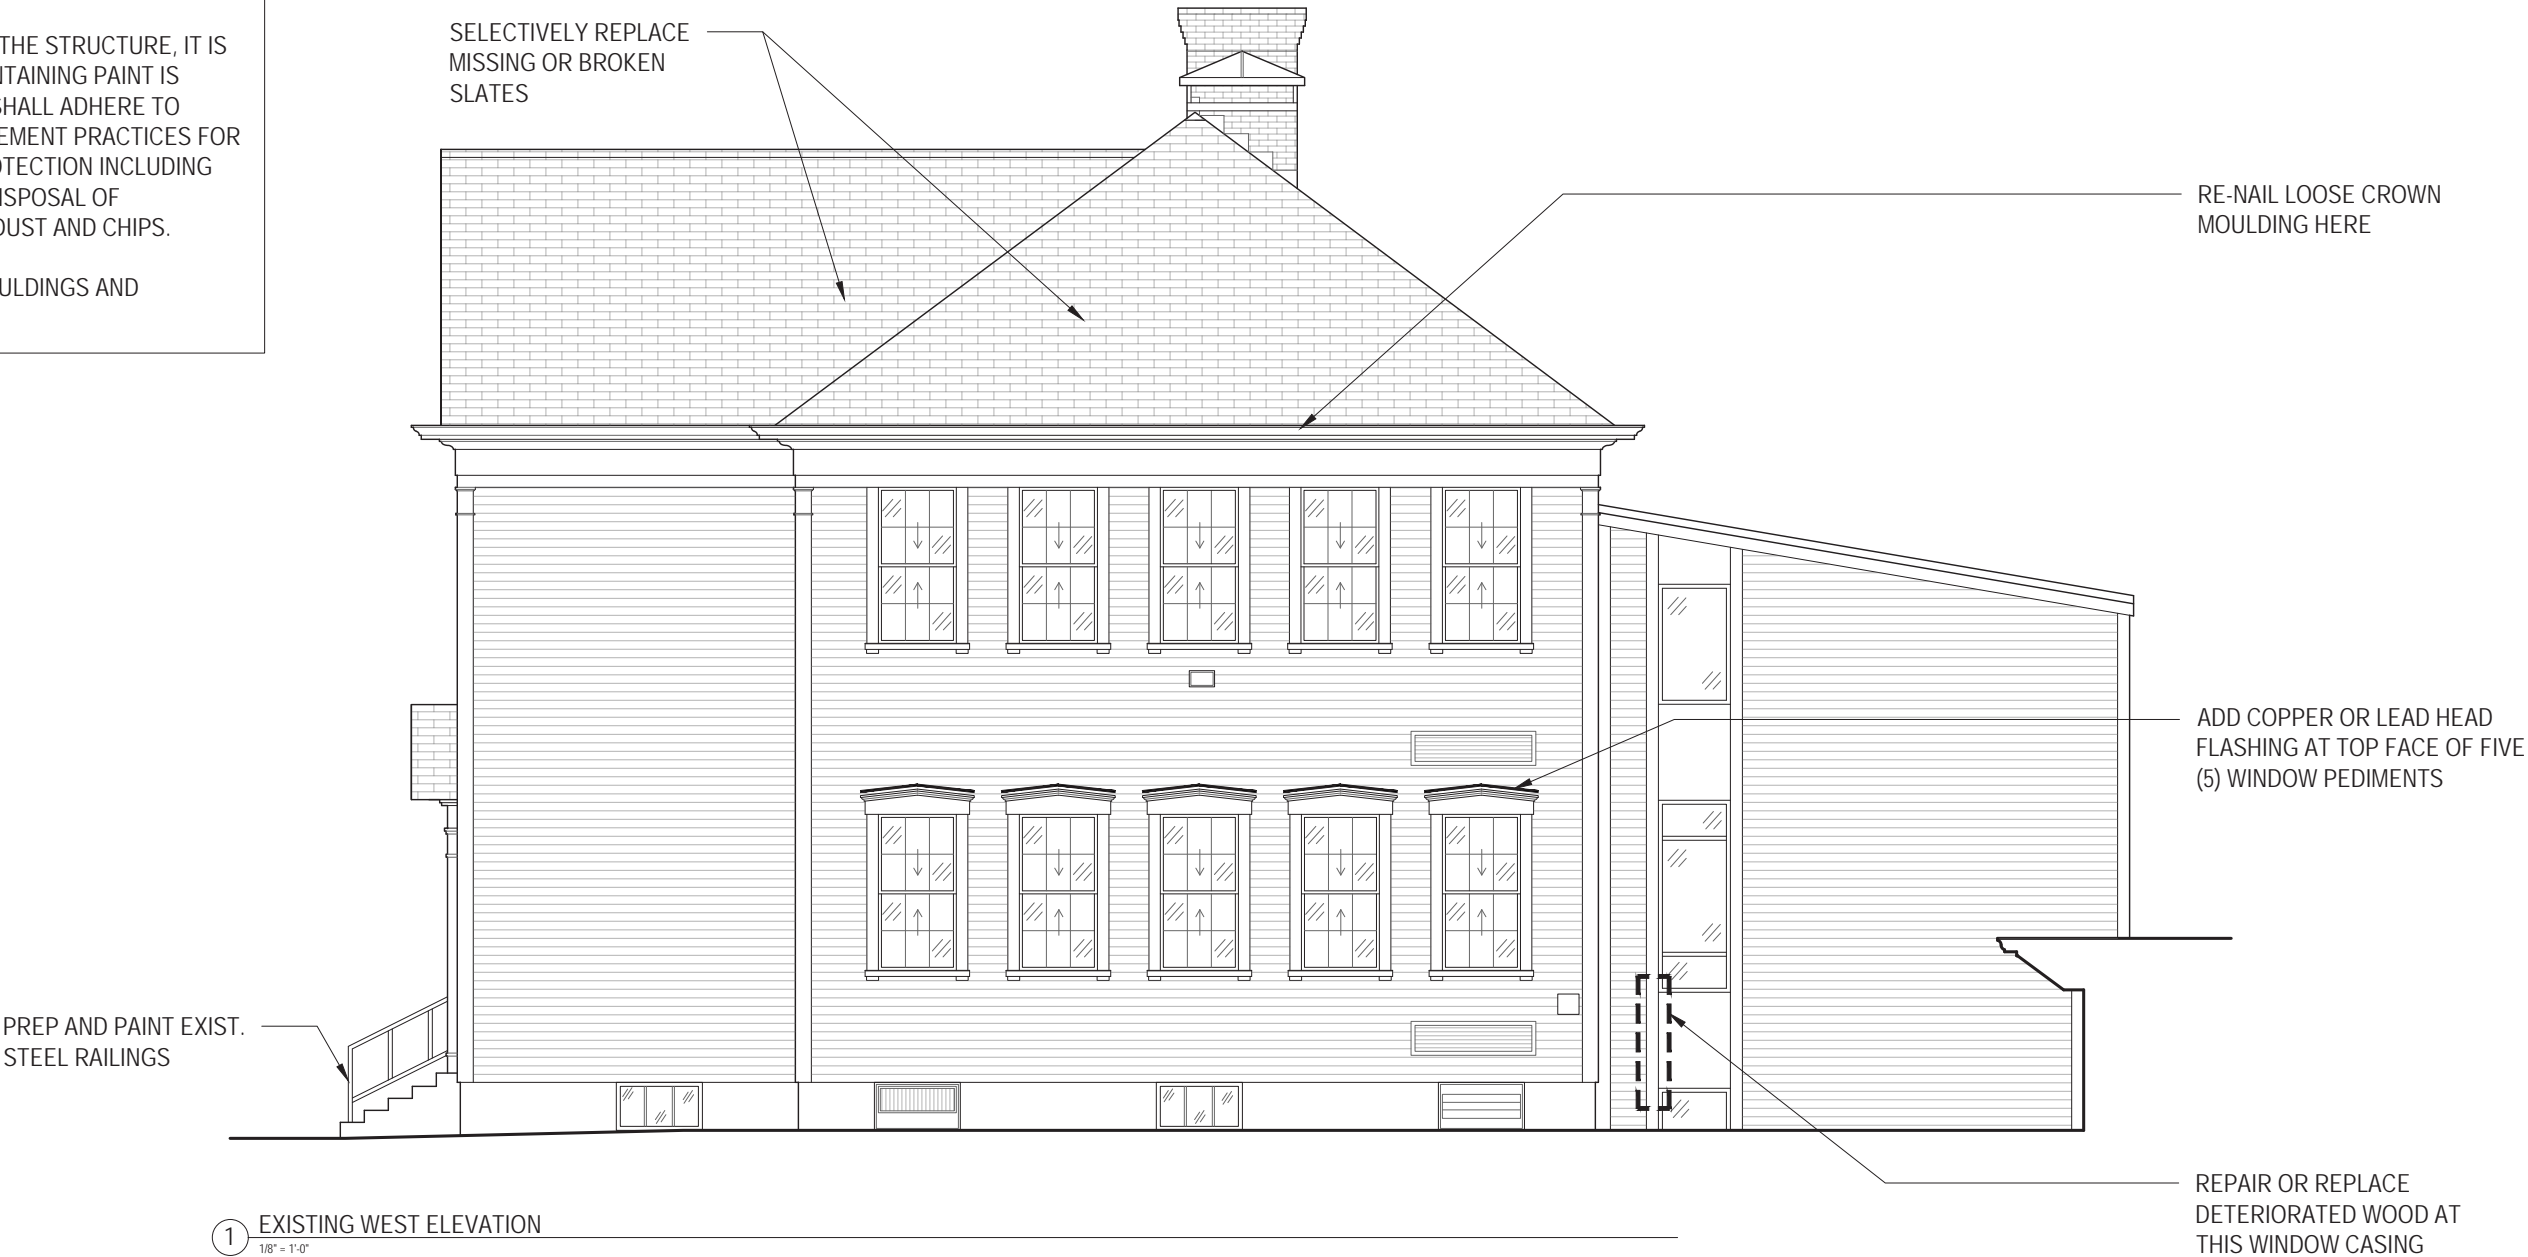 THE STRUCTURE, IT IS
NTAINING PAINT IS
SHALL ADHERE TO
EMENT PRACTICES FOR
OTECTION INCLUDING
ISPOSAL OF
DUST AND CHIPS.
ULDINGS AND
SELECTIVELY REPLACE
MISSING OR BROKEN
SLATES
RE-NAIL LOOSE CROWN
MOULDING HERE
ADD COPPER OR LEAD HEAD
FLASHING AT TOP FACE OF FIVE
(5) WINDOW PEDIMENTS
PREP AND PAINT EXIST.
STEEL RAILINGS
REPAIR OR REPLACE
DETERIORATED WOOD AT
THIS WINDOW CASING
1 EXISTING WEST ELEVATION
1/8" = 1'-0"